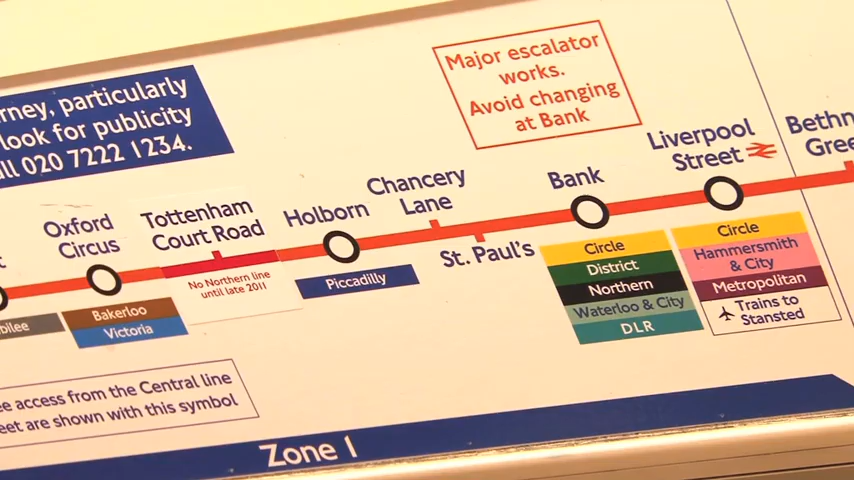 rney, particularly
look for publicity
all 020 7222 1234.
Major escalator
works.
Avoid changing
at Bank
Oxford
Circus
Bakerloo
Victoria
Tottenham
Court Road
No Northern line
until late 2011
Holborn
Piccadilly
Chancery
Lane
St. Paul's
Bank
Circle
District
Northern
Waterloo & City
DLR
Liverpool
Street
Circle
Hammersmith
& City
Metropolitan
Trains to
Stansted
Bethn
Gree
t
bilee
ee access from the Central line
eet are shown with this symbol
Zone 1